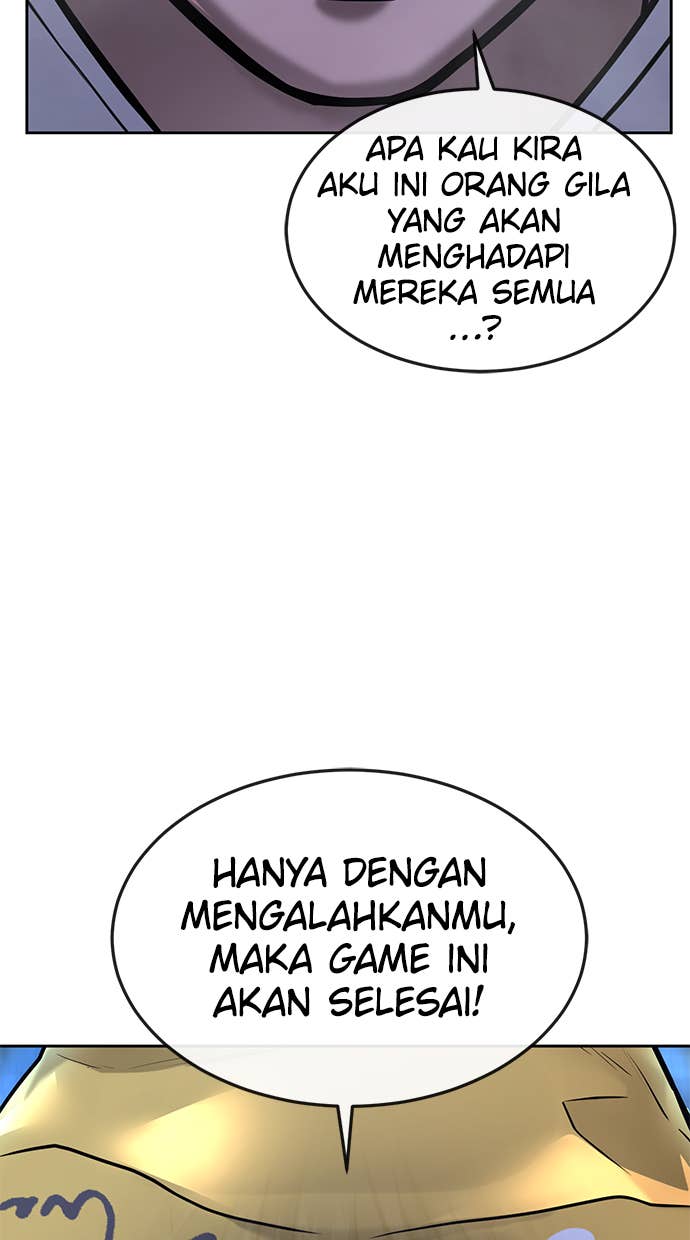 APA KAU KIRA
AKU INI ORANG GILA
YANG AKAN
MENGHADAPI
MEREKA SEMUA
...?
HANYA DENGAN
MENGALAHKANMU,
MAKA GAME INI
AKAN SELESAI!